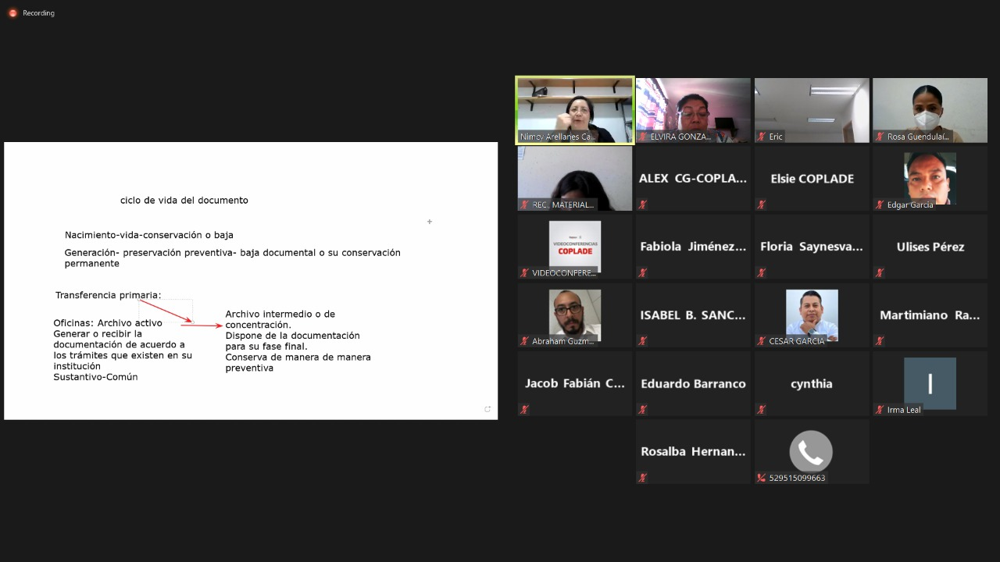 Recording
ciclo de vida del documento
Nacimiento-vida-conservación o baja
Generación- preservación preventiva- baja documental o su conservación
permanente
Transferencia primaria:
Oficinas: Archivo activo
Generar o recibir la
documentación de acuerdo a
los trámites que existen en su
institución
Sustantivo-Común
Archivo intermedio o de
concentración.
Dispone de la documentación
para su fase final.
Conserva de manera de manera
preventiva
Nimcy Arellanes Ca...
ELVIRA GONZA...
Eric
Rosa Guendulaí...
REC. MATERIAL...
ALEX CG-COPLA...
Elsie COPLADE
Edgar García
VIDEOCONFERENCIAS
COPLADE
VIDEOCONFERE...
Fabiola Jiménez...
Floria Saynesva...
Ulises Pérez
Abraham Guzm...
ISABEL B. SANC...
CESAR GARCIA
Martimiano Ra...
Jacob Fabián C...
Eduardo Barranco
cynthia
I
Irma Leal
Rosalba Hernan...
529515099663